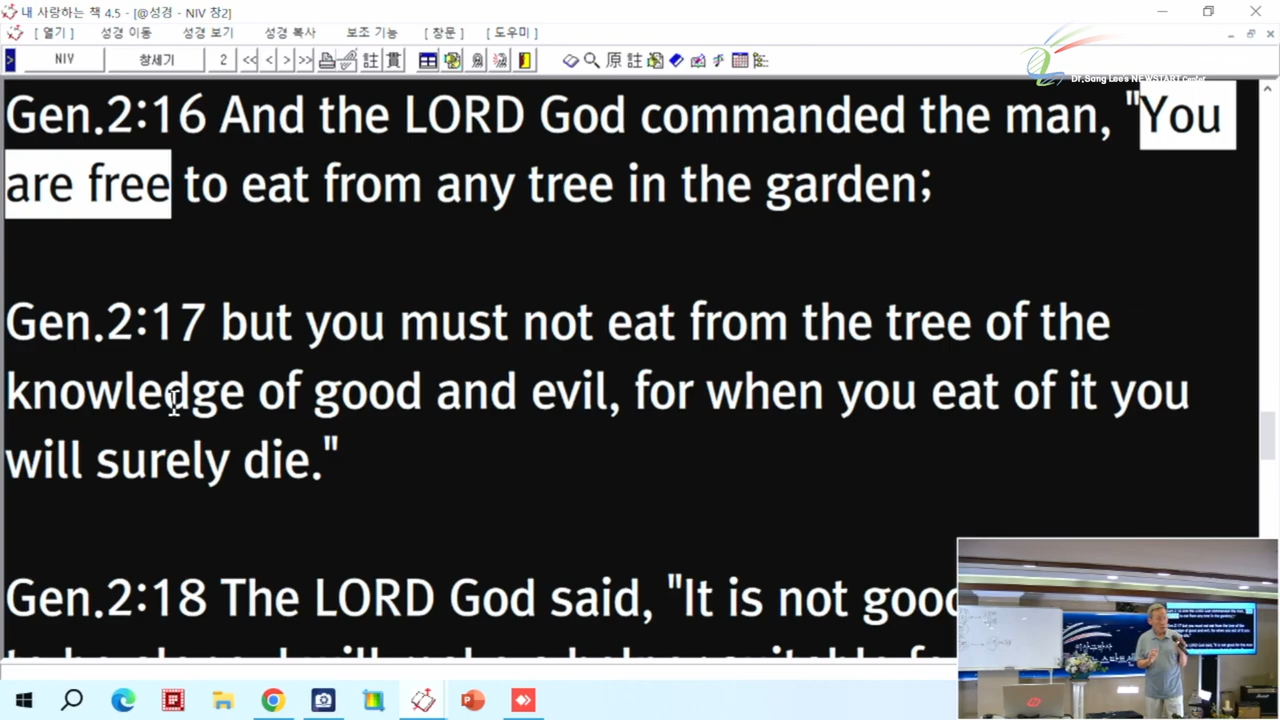 내 사랑하는 책 4.5 - [@성경 - NIV 창2]
[ 열기 ] 성경 이동 성경 보기 성경 복사 보조 기능 [ 창문 ] [ 도우미 ]
> NIV 창세기 2 << < > >> 註 貫 原 註
Dr.Sang Lee's NEWSTART Center
Gen.2:16 And the LORD God commanded the man, "You
are free to eat from any tree in the garden;
Gen.2:17 but you must not eat from the tree of the
knowledge of good and evil, for when you eat of it you
will surely die."
Gen.2:18 The LORD God said, "It is not good